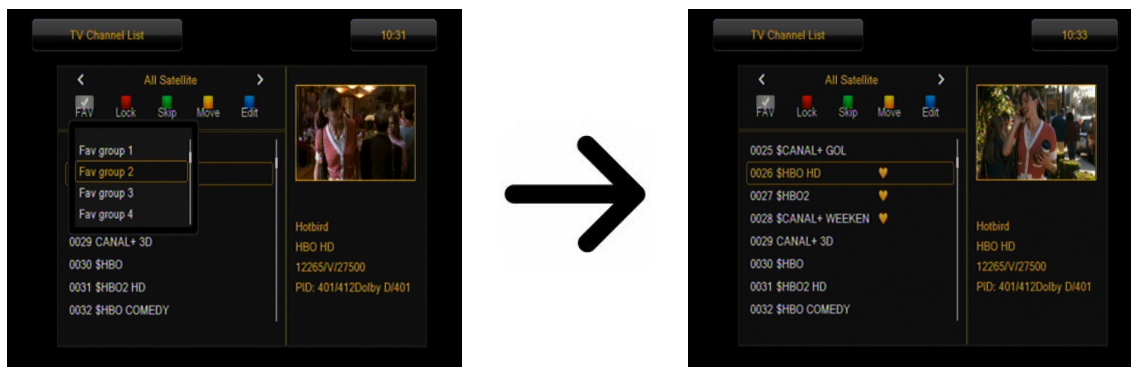 TV Channel List
10:31
All Satellite
FAV Lock Skip Move Edit
Fav group 1
Fav group 2
Fav group 3
Fav group 4
0029 CANAL+ 3D
0030 $HBO
0031 $HBO2 HD
0032 $HBO COMEDY
Hotbird
HBO HD
12265/V/27500
PID: 401/412Dolby D/401
TV Channel List
10:33
All Satellite
FAV Lock Skip Move Edit
0025 $CANAL+ GOL
0026 $HBO HD
0027 $HBO2
0028 $CANAL+ WEEKEN
0029 CANAL+ 3D
0030 $HBO
0031 $HBO2 HD
0032 $HBO COMEDY
Hotbird
HBO HD
12265/V/27500
PID: 401/412Dolby D/401